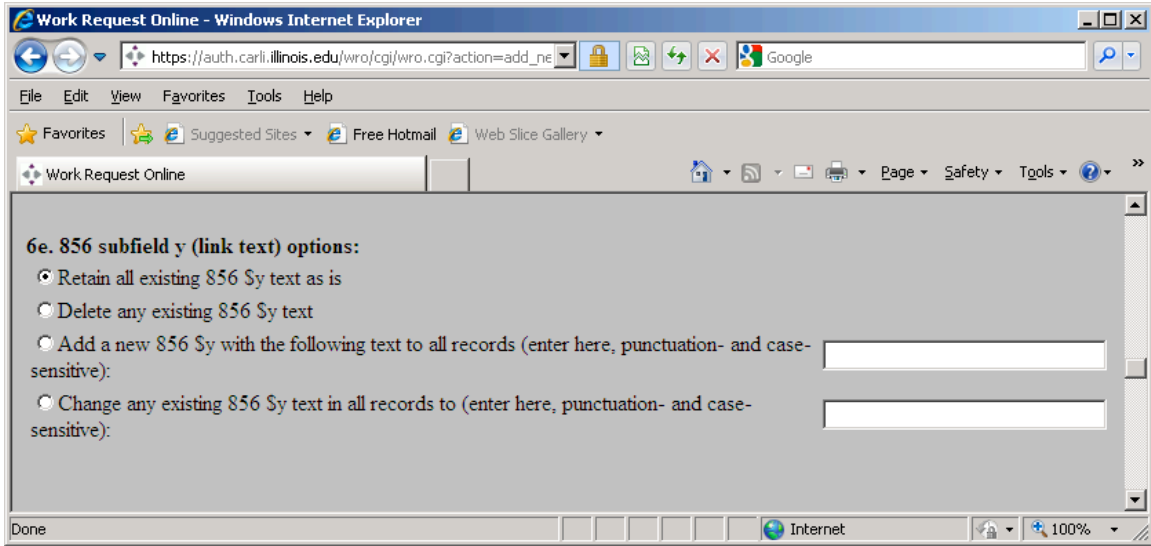 Work Request Online - Windows Internet Explorer
https://auth.carli.illinois.edu/wro/cgi/wro.cgi?action=add_ne
Google
File Edit View Favorites Tools Help
Favorites Suggested Sites Free Hotmail Web Slice Gallery
Work Request Online Page Safety Tools »
6e. 856 subfield y (link text) options:
Retain all existing 856 $y text as is
Delete any existing 856 $y text
Add a new 856 $y with the following text to all records (enter here, punctuation- and case-
sensitive):
Change any existing 856 $y text in all records to (enter here, punctuation- and case-
sensitive):
Done Internet 100%